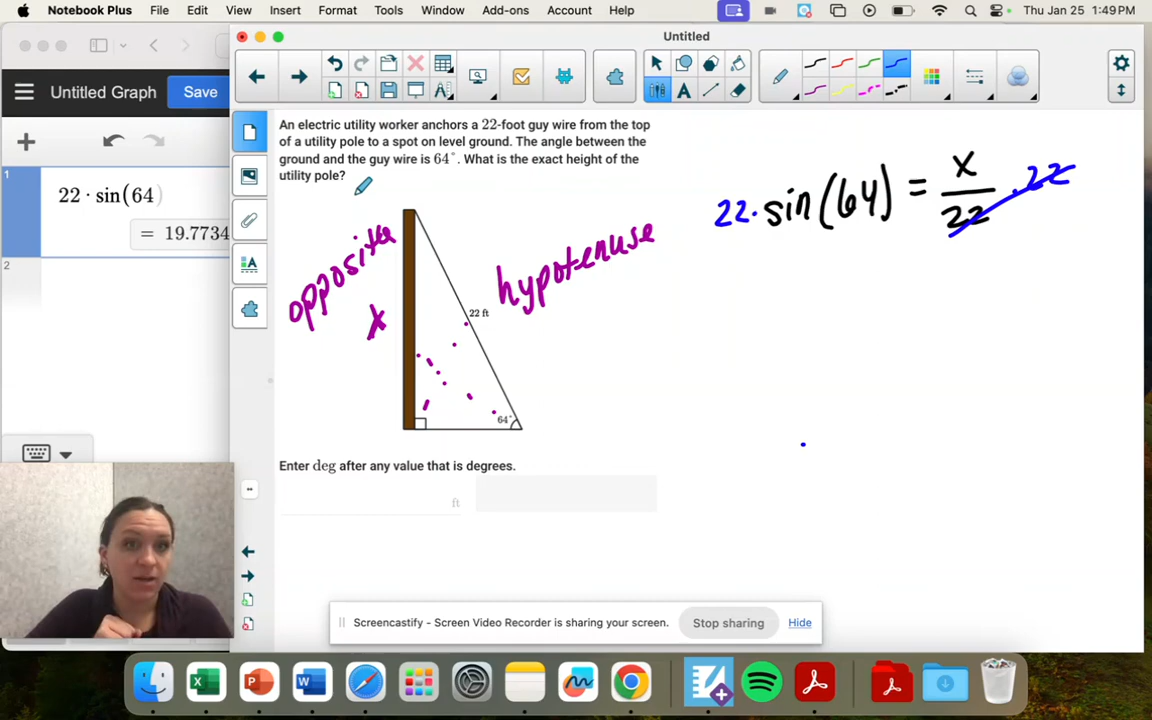 Notebook Plus File Edit View Insert Format Tools Window Add-ons Account Help Thu Jan 25 1:49 PM
Untitled
Untitled Graph Save
1
22 · sin(64)
= 19.7734
2
An electric utility worker anchors a 22-foot guy wire from the top
of a utility pole to a spot on level ground. The angle between the
ground and the guy wire is 64°. What is the exact height of the
utility pole?
22 · sin(64) = x/22 · 22
opposite
hypotenuse
x
22 ft
64°
Enter deg after any value that is degrees.
ft
Screencastify - Screen Video Recorder is sharing your screen. Stop sharing Hide